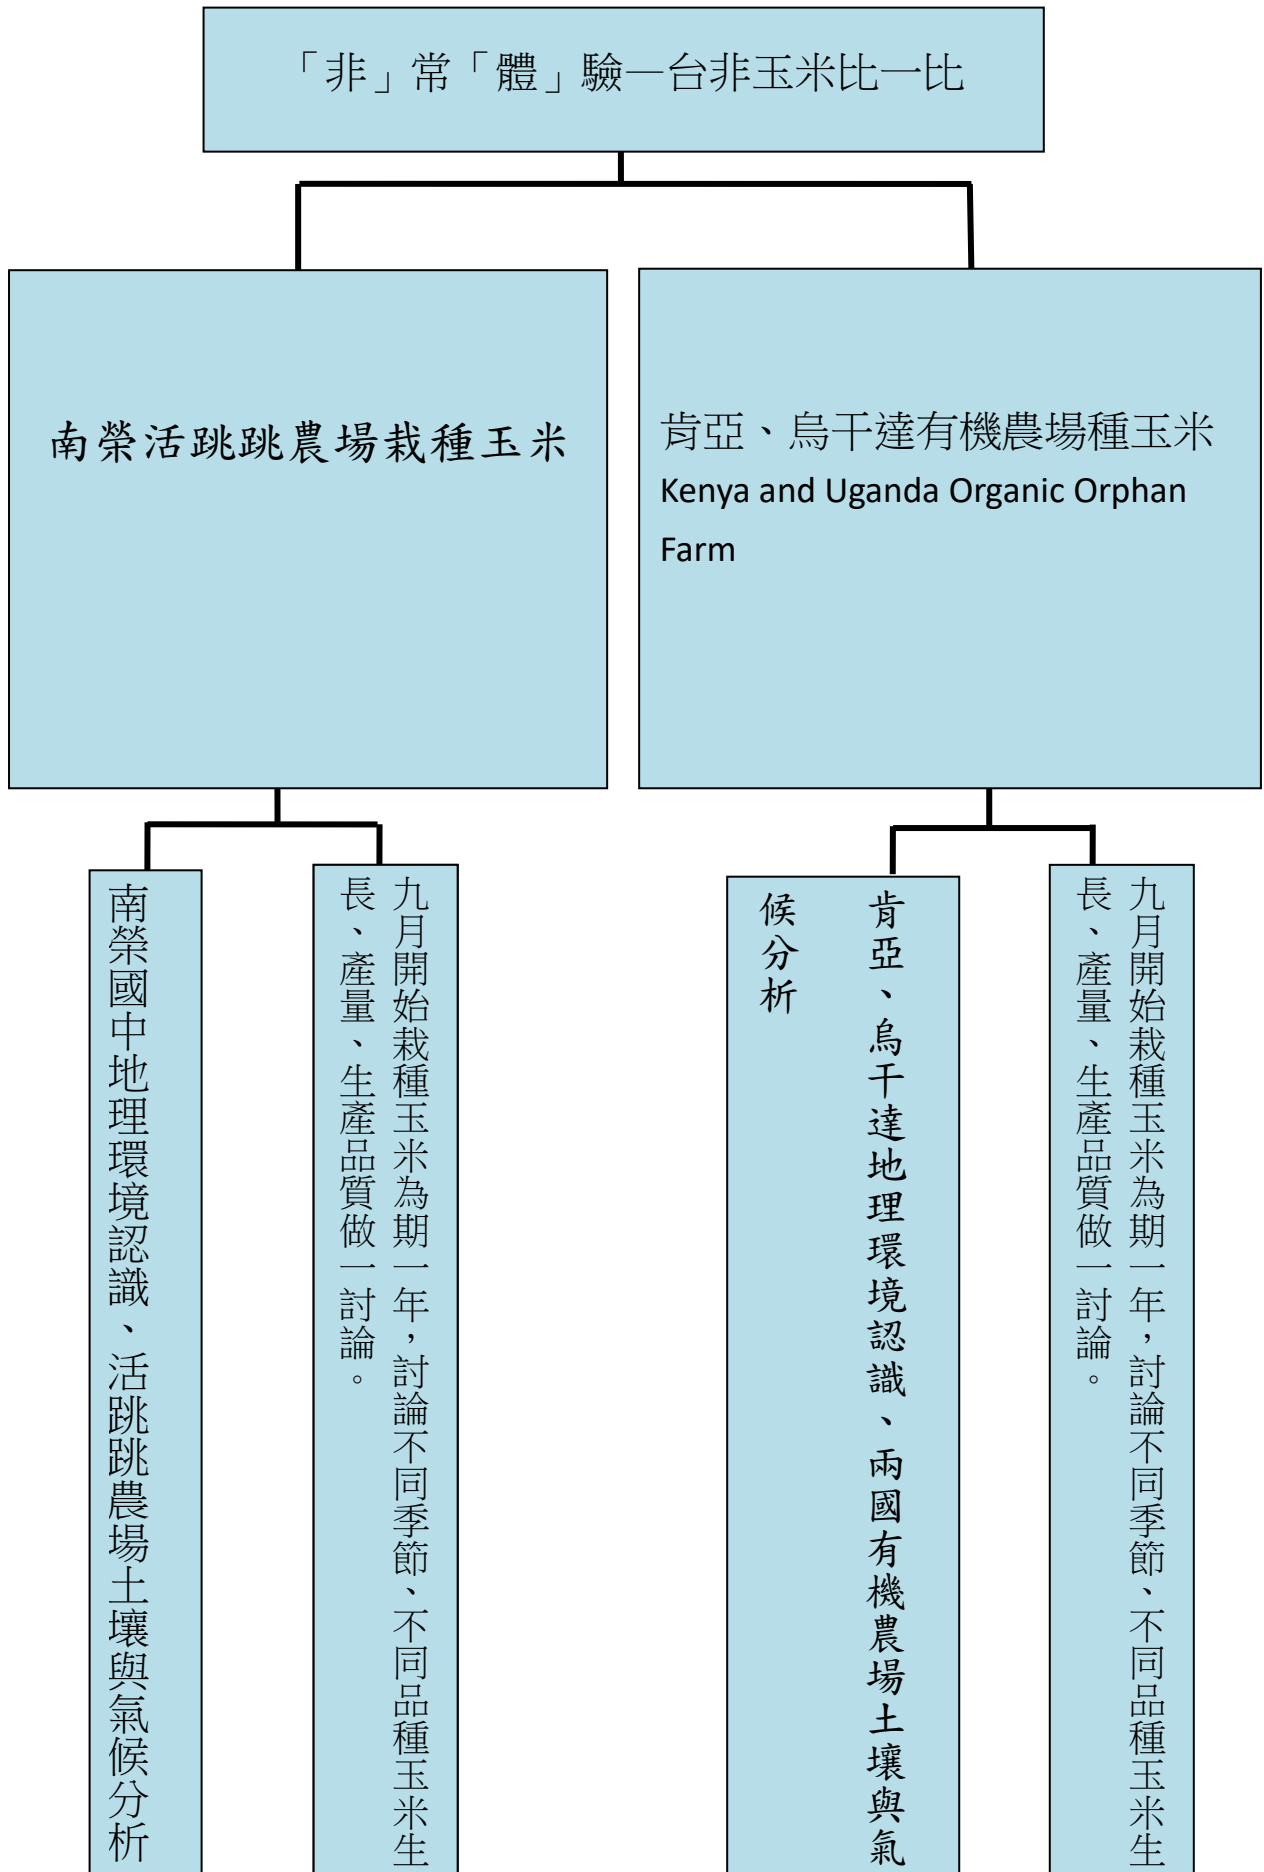 「非」常「體」驗—台非玉米比一比
南榮活跳跳農場栽種玉米
肯亞、烏干達有機農場種玉米
Kenya and Uganda Organic Orphan
Farm
南榮國中地理環境認識、活跳跳農場土壤與氣候分析
九月開始栽種玉米為期一年，討論不同季節、不同品種玉米生
長、產量、生產品質做一討論。
肯亞、烏干達地理環境認識、兩國有機農場土壤與氣
候分析
九月開始栽種玉米為期一年，討論不同季節、不同品種玉米生
長、產量、生產品質做一討論。